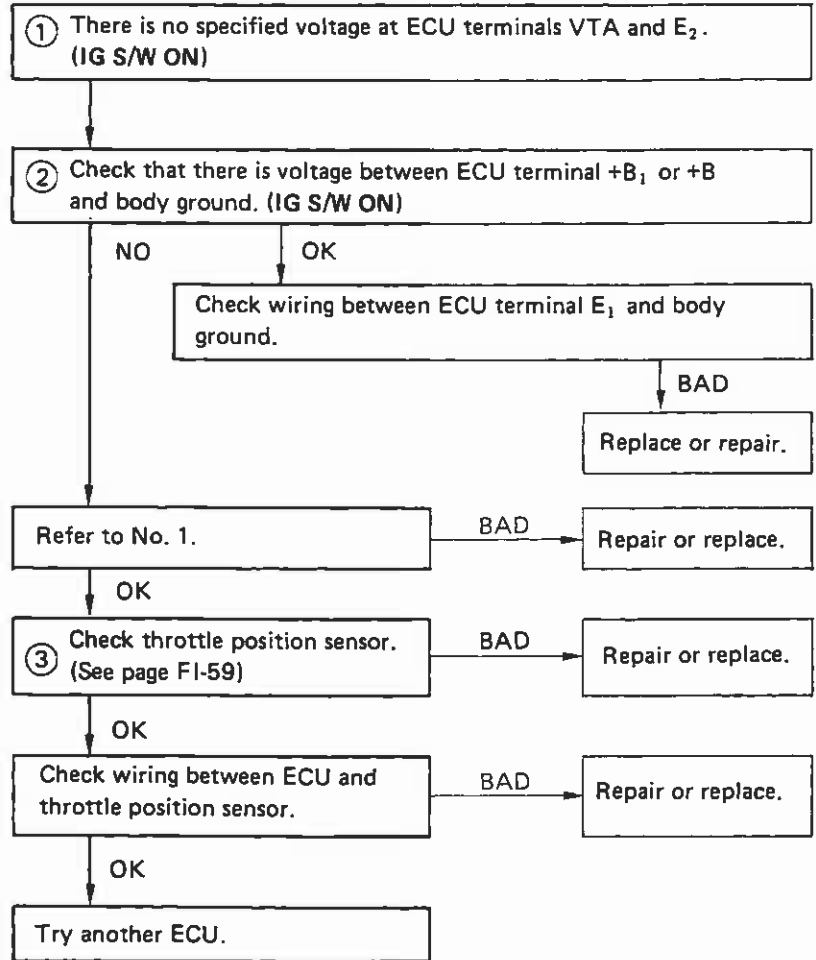 ① There is no specified voltage at ECU terminals VTA and E₂.
(IG S/W ON)
② Check that there is voltage between ECU terminal +B₁ or +B
and body ground. (IG S/W ON)
NO
OK
Check wiring between ECU terminal E₁ and body
ground.
BAD
Replace or repair.
Refer to No. 1.
BAD
Repair or replace.
OK
③ Check throttle position sensor.
(See page FI-59)
BAD
Repair or replace.
OK
Check wiring between ECU and
throttle position sensor.
BAD
Repair or replace.
OK
Try another ECU.